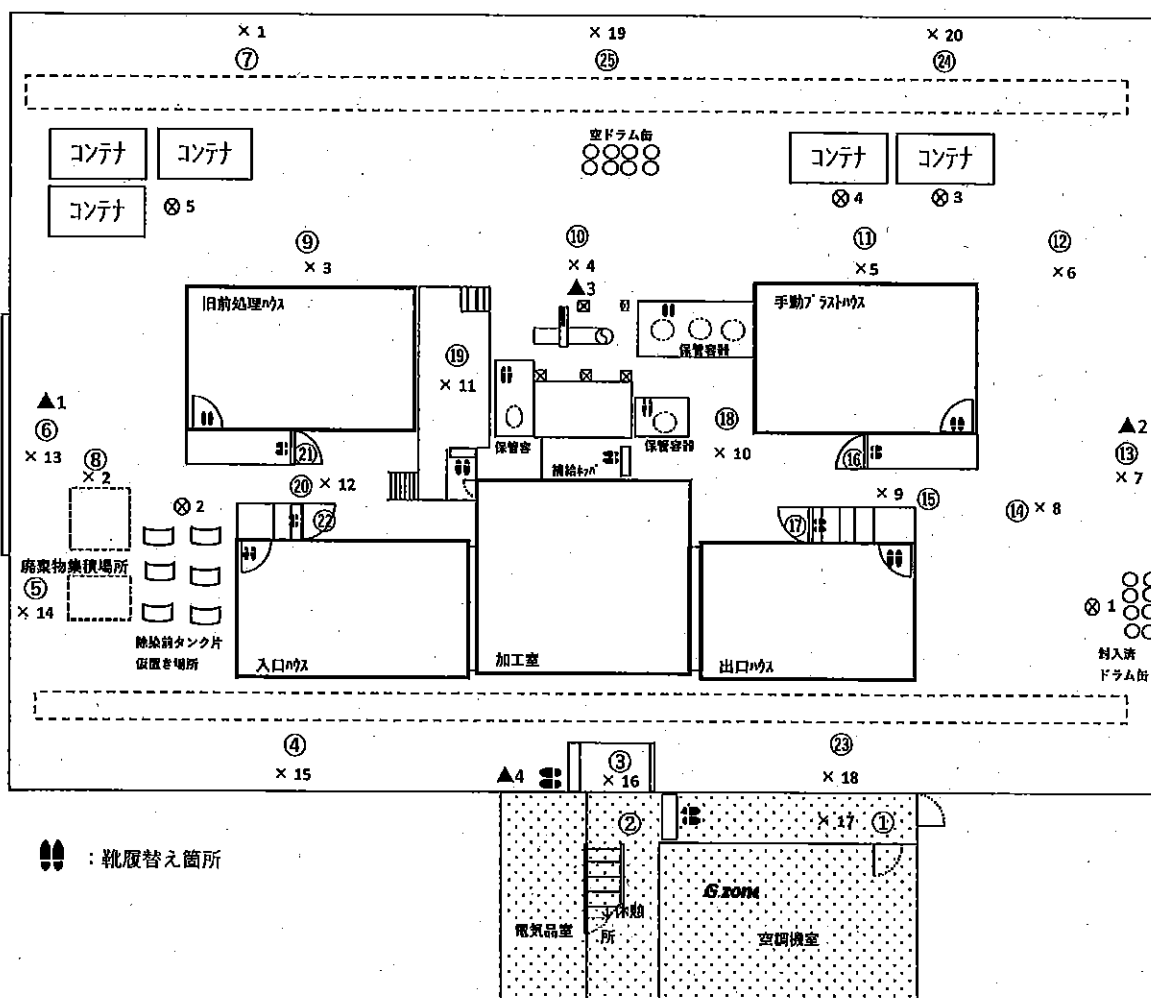 × 1
⑦
× 19
㉕
× 20
㉔
コンテナ
コンテナ
コンテナ
⊗ 5
空ドラム缶
コンテナ
コンテナ
⊗ 4
⊗ 3
⑨
× 3
⑩
× 4
▲3
⑪
× 5
⑫
× 6
旧前処理ハウス
⑲
× 11
保管容器
手動ブラストハウス
保管容
保管容器
⑱
× 10
補給キャパ
▲1
⑥
× 13
⑧
× 2
⊗ 2
㉑
⑳
× 12
㉒
⑯
× 9
⑮
⑰
⑭
× 8
▲2
⑬
× 7
廃棄物集積場所
⑤
× 14
除染前タンク片
仮置き場所
入口ハウス
加工室
出口ハウス
⊗ 1
封入済
ドラム缶
④
× 15
▲4
③
× 16
㉓
× 18
②
× 17
①
：靴履替え箇所
G zone
電気品室
休憩
所
空調機室